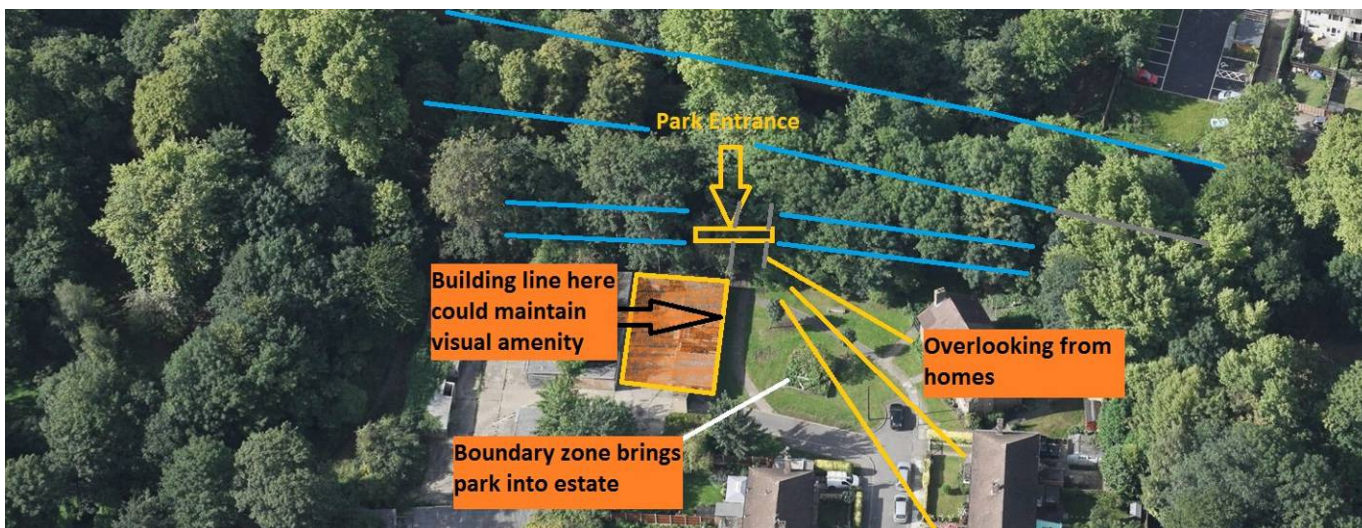 Park Entrance
Building line here
could maintain
visual amenity
Overlooking from
homes
Boundary zone brings
park into estate